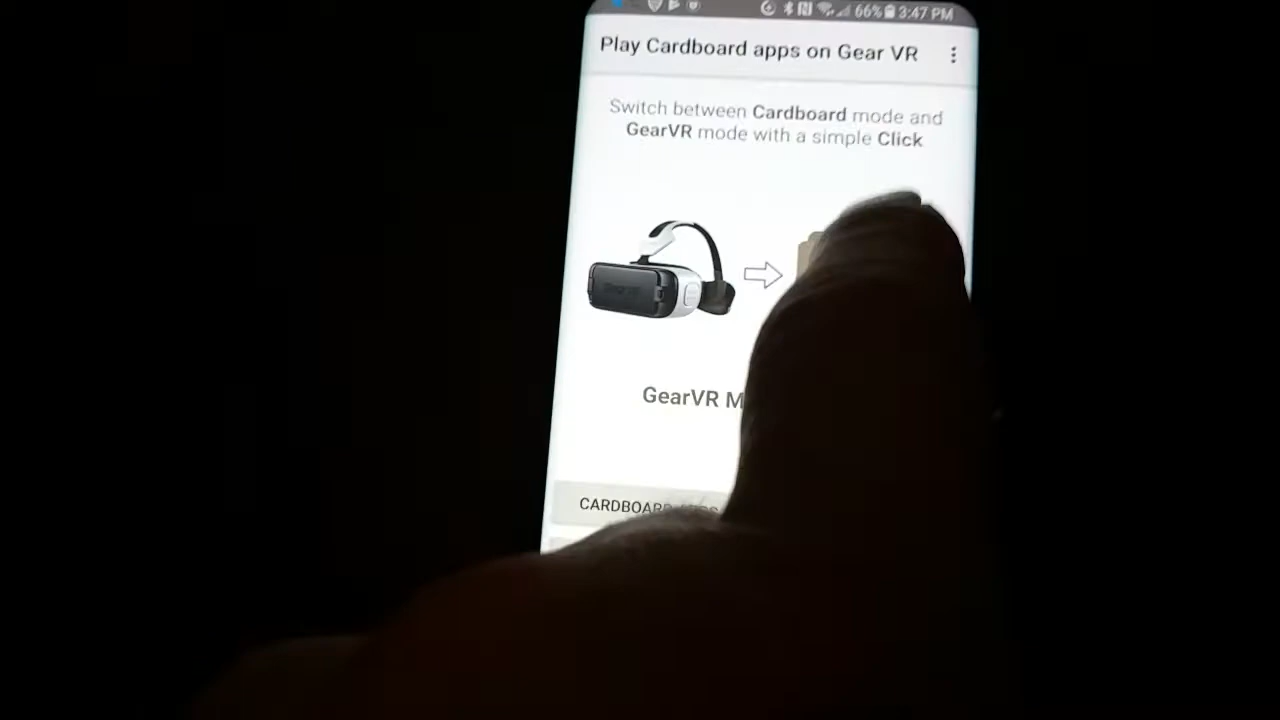 66% 3:47 PM
Play Cardboard apps on Gear VR
Switch between Cardboard mode and
GearVR mode with a simple Click
GearVR M
CARDBOARD